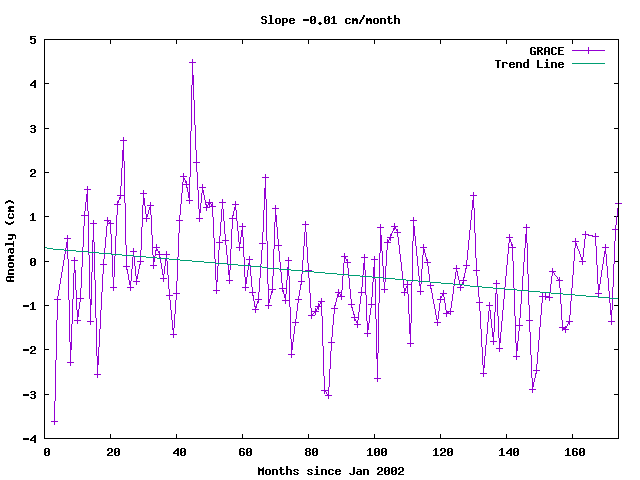 Slope -0.01 cm/month
GRACE
Trend Line
Anomaly (cm)
5
4
3
2
1
0
-1
-2
-3
-4
0 20 40 60 80 100 120 140 160
Months since Jan 2002